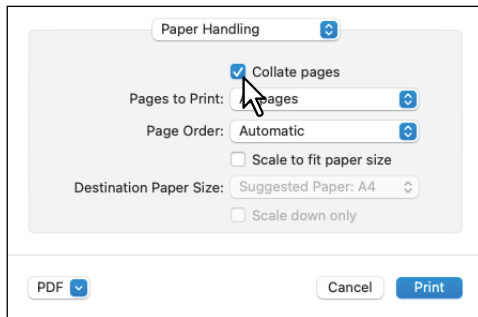 Paper Handling
Collate pages
Pages to Print: pages
Page Order: Automatic
Scale to fit paper size
Destination Paper Size: Suggested Paper: A4
Scale down only
PDF Cancel Print